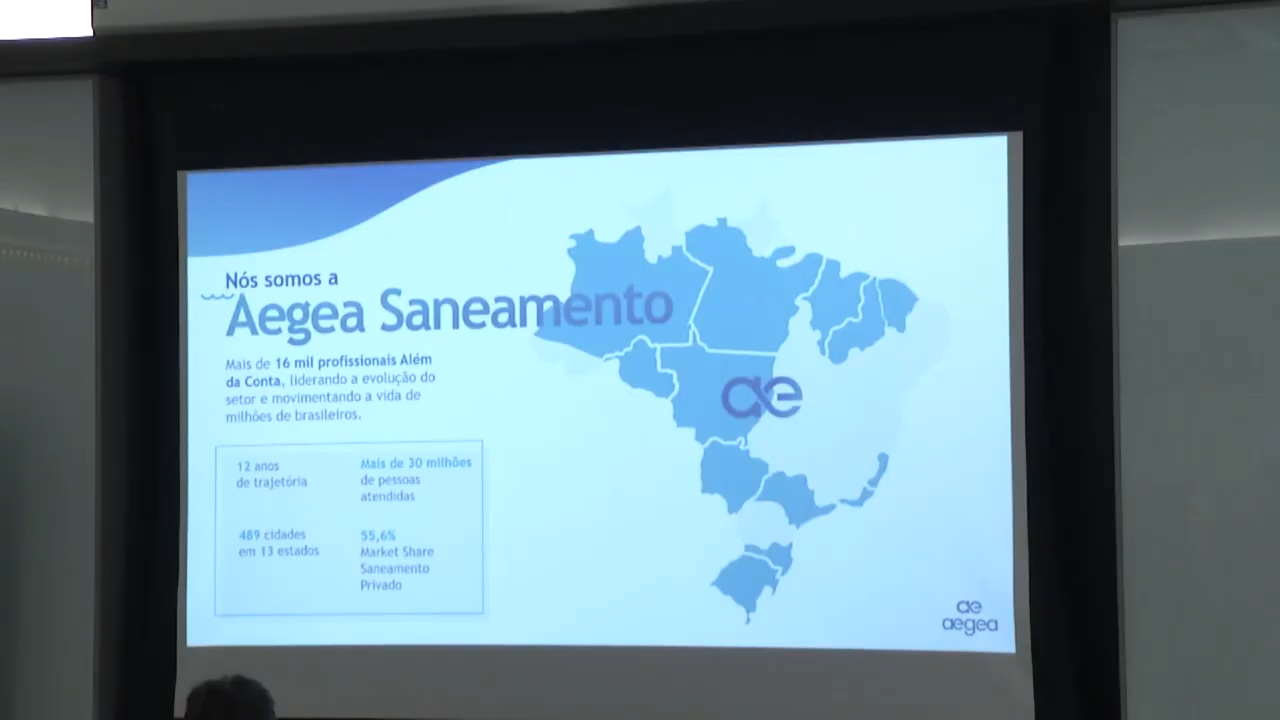 Nós somos a
Aegea Saneamento
Mais de 16 mil profissionais Além
da Conta, liderando a evolução do
setor e movimentando a vida de
milhões de brasileiros.
12 anos
de trajetória
Mais de 30 milhões
de pessoas
atendidas
489 cidades
em 13 estados
55,6%
Market Share
Saneamento
Privado
ae
ae
aegea